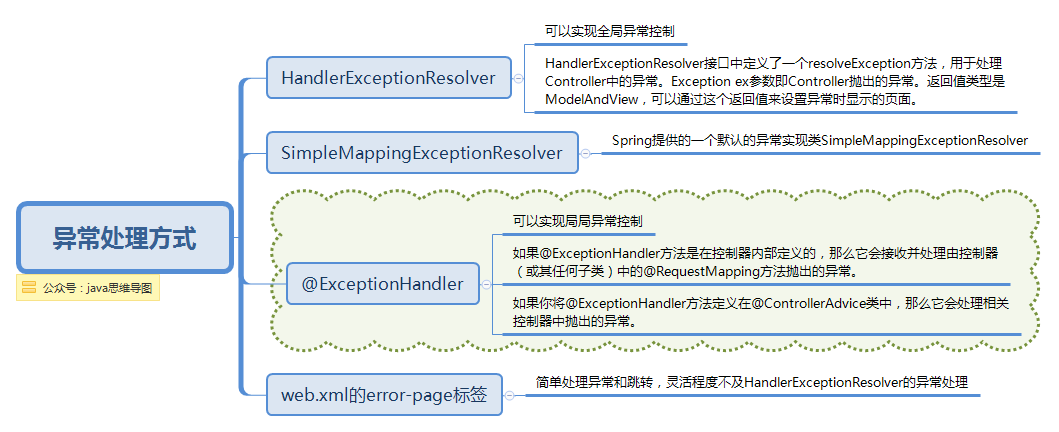 异常处理方式
公众号：java思维导图
HandlerExceptionResolver
可以实现全局异常控制
HandlerExceptionResolver接口中定义了一个resolveException方法，用于处理
Controller中的异常。Exception ex参数即Controller抛出的异常。返回值类型是
ModelAndView，可以通过这个返回值来设置异常时显示的页面。
SimpleMappingExceptionResolver
Spring提供的一个默认的异常实现类SimpleMappingExceptionResolver
@ExceptionHandler
可以实现局局异常控制
如果@ExceptionHandler方法是在控制器内部定义的，那么它会接收并处理由控制器
（或其任何子类）中的@RequestMapping方法抛出的异常。
如果你将@ExceptionHandler方法定义在@ControllerAdvice类中，那么它会处理相关
控制器中抛出的异常。
web.xml的error-page标签
简单处理异常和跳转，灵活程度不及HandlerExceptionResolver的异常处理